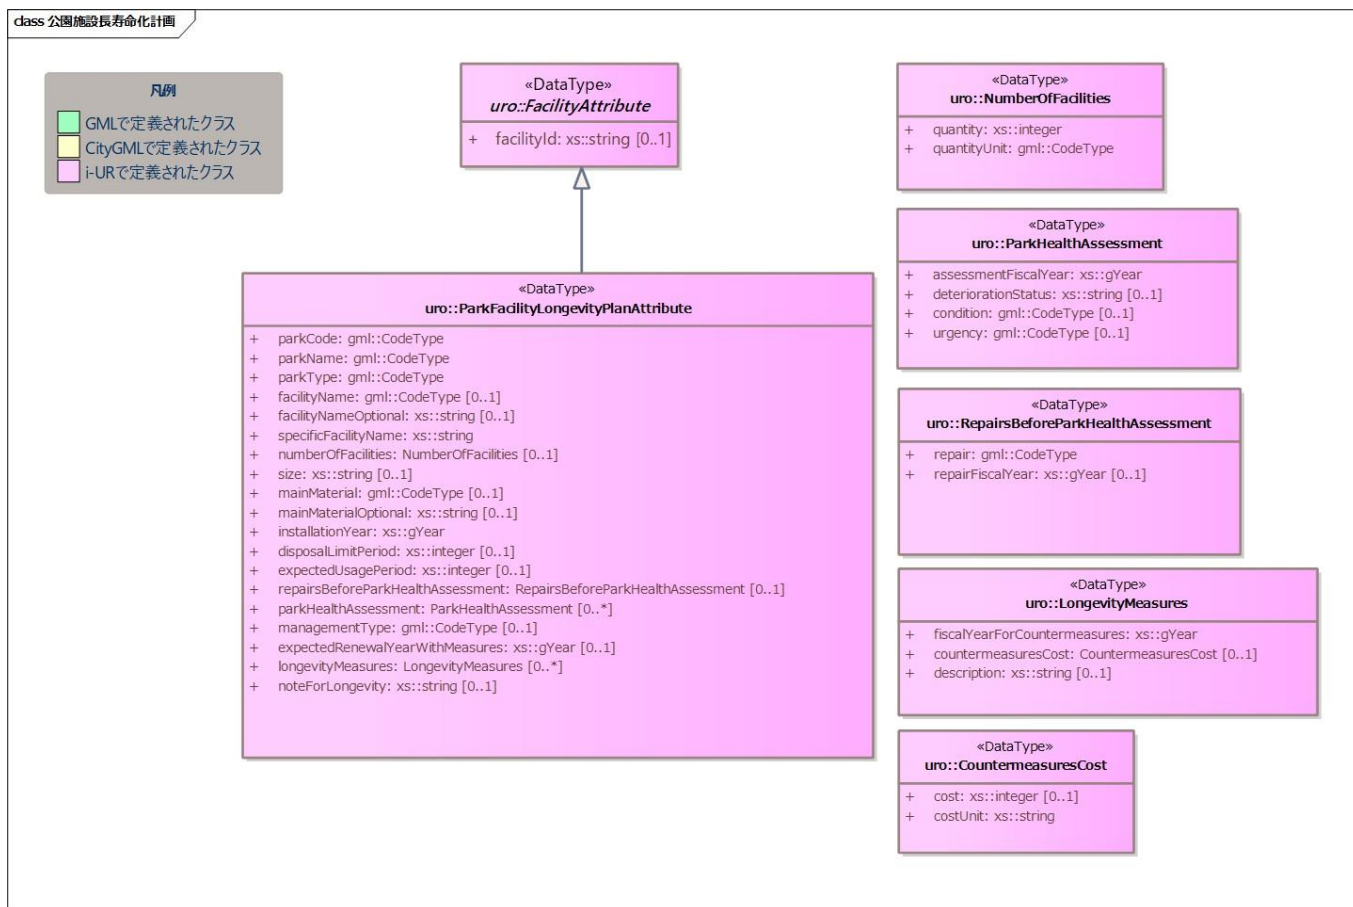 class 公園施設長寿命化計画
凡例
GMLで定義されたクラス
CityGMLで定義されたクラス
i-URで定義されたクラス
«DataType»
uro::FacilityAttribute
+ facilityId: xs::string [0..1]
«DataType»
uro::ParkFacilityLongevityPlanAttribute
+ parkCode: gml::CodeType
+ parkName: gml::CodeType
+ parkType: gml::CodeType
+ facilityName: gml::CodeType [0..1]
+ facilityNameOptional: xs::string [0..1]
+ specificFacilityName: xs::string
+ numberOfFacilities: NumberOfFacilities [0..1]
+ size: xs::string [0..1]
+ mainMaterial: gml::CodeType [0..1]
+ mainMaterialOptional: xs::string [0..1]
+ installationYear: xs::gYear
+ disposalLimitPeriod: xs::integer [0..1]
+ expectedUsagePeriod: xs::integer [0..1]
+ repairsBeforeParkHealthAssessment: RepairsBeforeParkHealthAssessment [0..1]
+ parkHealthAssessment: ParkHealthAssessment [0..*]
+ managementType: gml::CodeType [0..1]
+ expectedRenewalYearWithMeasures: xs::gYear [0..1]
+ longevityMeasures: LongevityMeasures [0..*]
+ noteForLongevity: xs::string [0..1]
«DataType»
uro::NumberOfFacilities
+ quantity: xs::integer
+ quantityUnit: gml::CodeType
«DataType»
uro::ParkHealthAssessment
+ assessmentFiscalYear: xs::gYear
+ deteriorationStatus: xs::string [0..1]
+ condition: gml::CodeType [0..1]
+ urgency: gml::CodeType [0..1]
«DataType»
uro::RepairsBeforeParkHealthAssessment
+ repair: gml::CodeType
+ repairFiscalYear: xs::gYear [0..1]
«DataType»
uro::LongevityMeasures
+ fiscalYearForCountermeasures: xs::gYear
+ countermeasuresCost: CountermeasuresCost [0..1]
+ description: xs::string [0..1]
«DataType»
uro::CountermeasuresCost
+ cost: xs::integer [0..1]
+ costUnit: xs::string